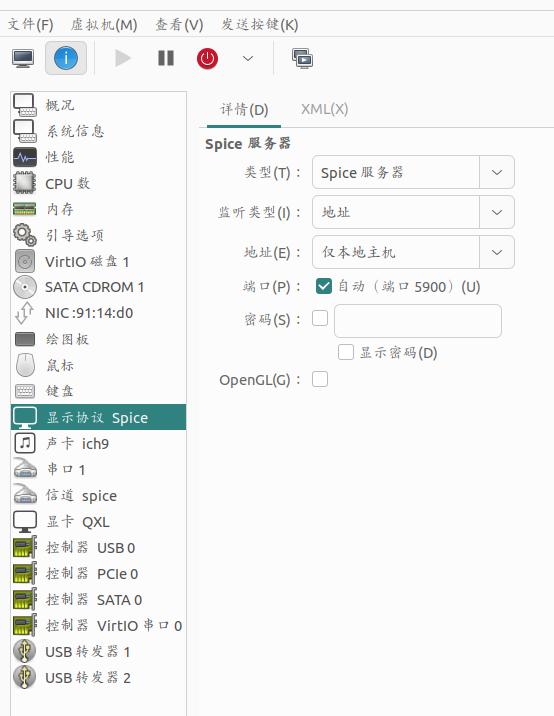 文件(F) 虚拟机(M) 查看(V) 发送按键(K)
概况
系统信息
性能
CPU 数
内存
引导选项
VirtIO 磁盘 1
SATA CDROM 1
NIC :91:14:d0
绘图板
鼠标
键盘
显示协议 Spice
声卡 ich9
串口 1
信道 spice
显卡 QXL
控制器 USB 0
控制器 PCIe 0
控制器 SATA 0
控制器 VirtIO 串口 0
USB 转发器 1
USB 转发器 2
详情(D) XML(X)
Spice 服务器
类型(T)： Spice 服务器
监听类型(I)： 地址
地址(E)： 仅本地主机
端口(P)： 自动（端口 5900）(U)
密码(S)：
显示密码(D)
OpenGL(G)：